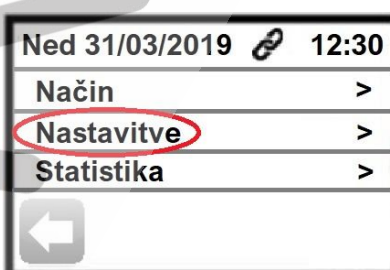 Ned 31/03/2019 12:30
Način >
Nastavitve >
Statistika >